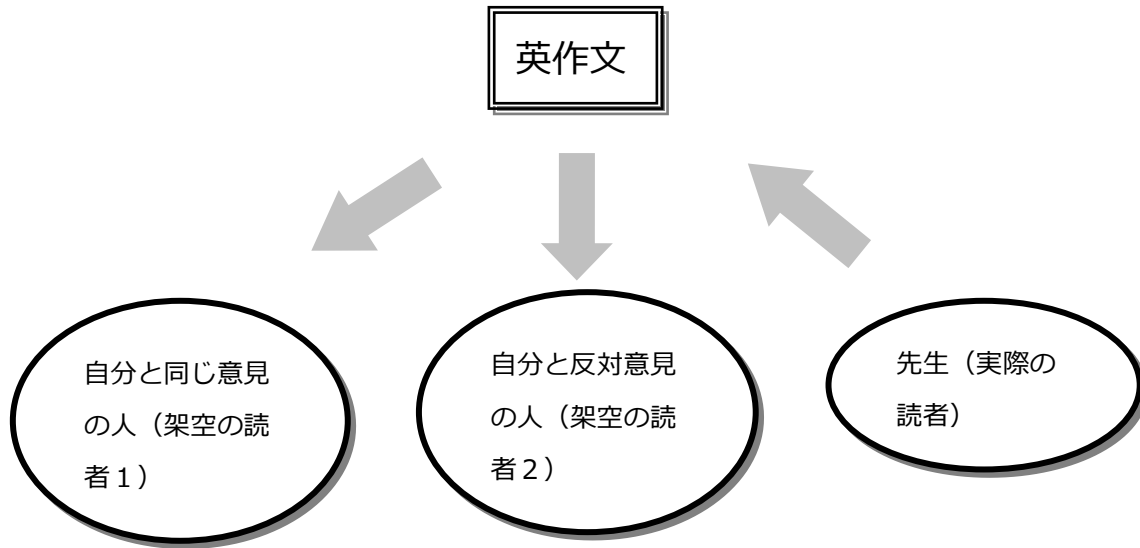 英作文
自分と同じ意見
の人（架空の読
者１）
自分と反対意見
の人（架空の読
者２）
先生（実際の
読者）